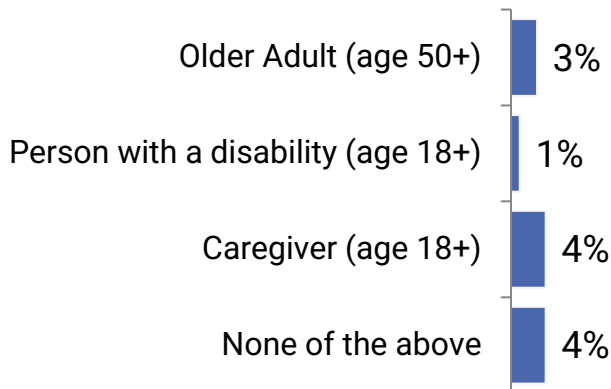 Older Adult (age 50+) 3%
Person with a disability (age 18+) 1%
Caregiver (age 18+) 4%
None of the above 4%